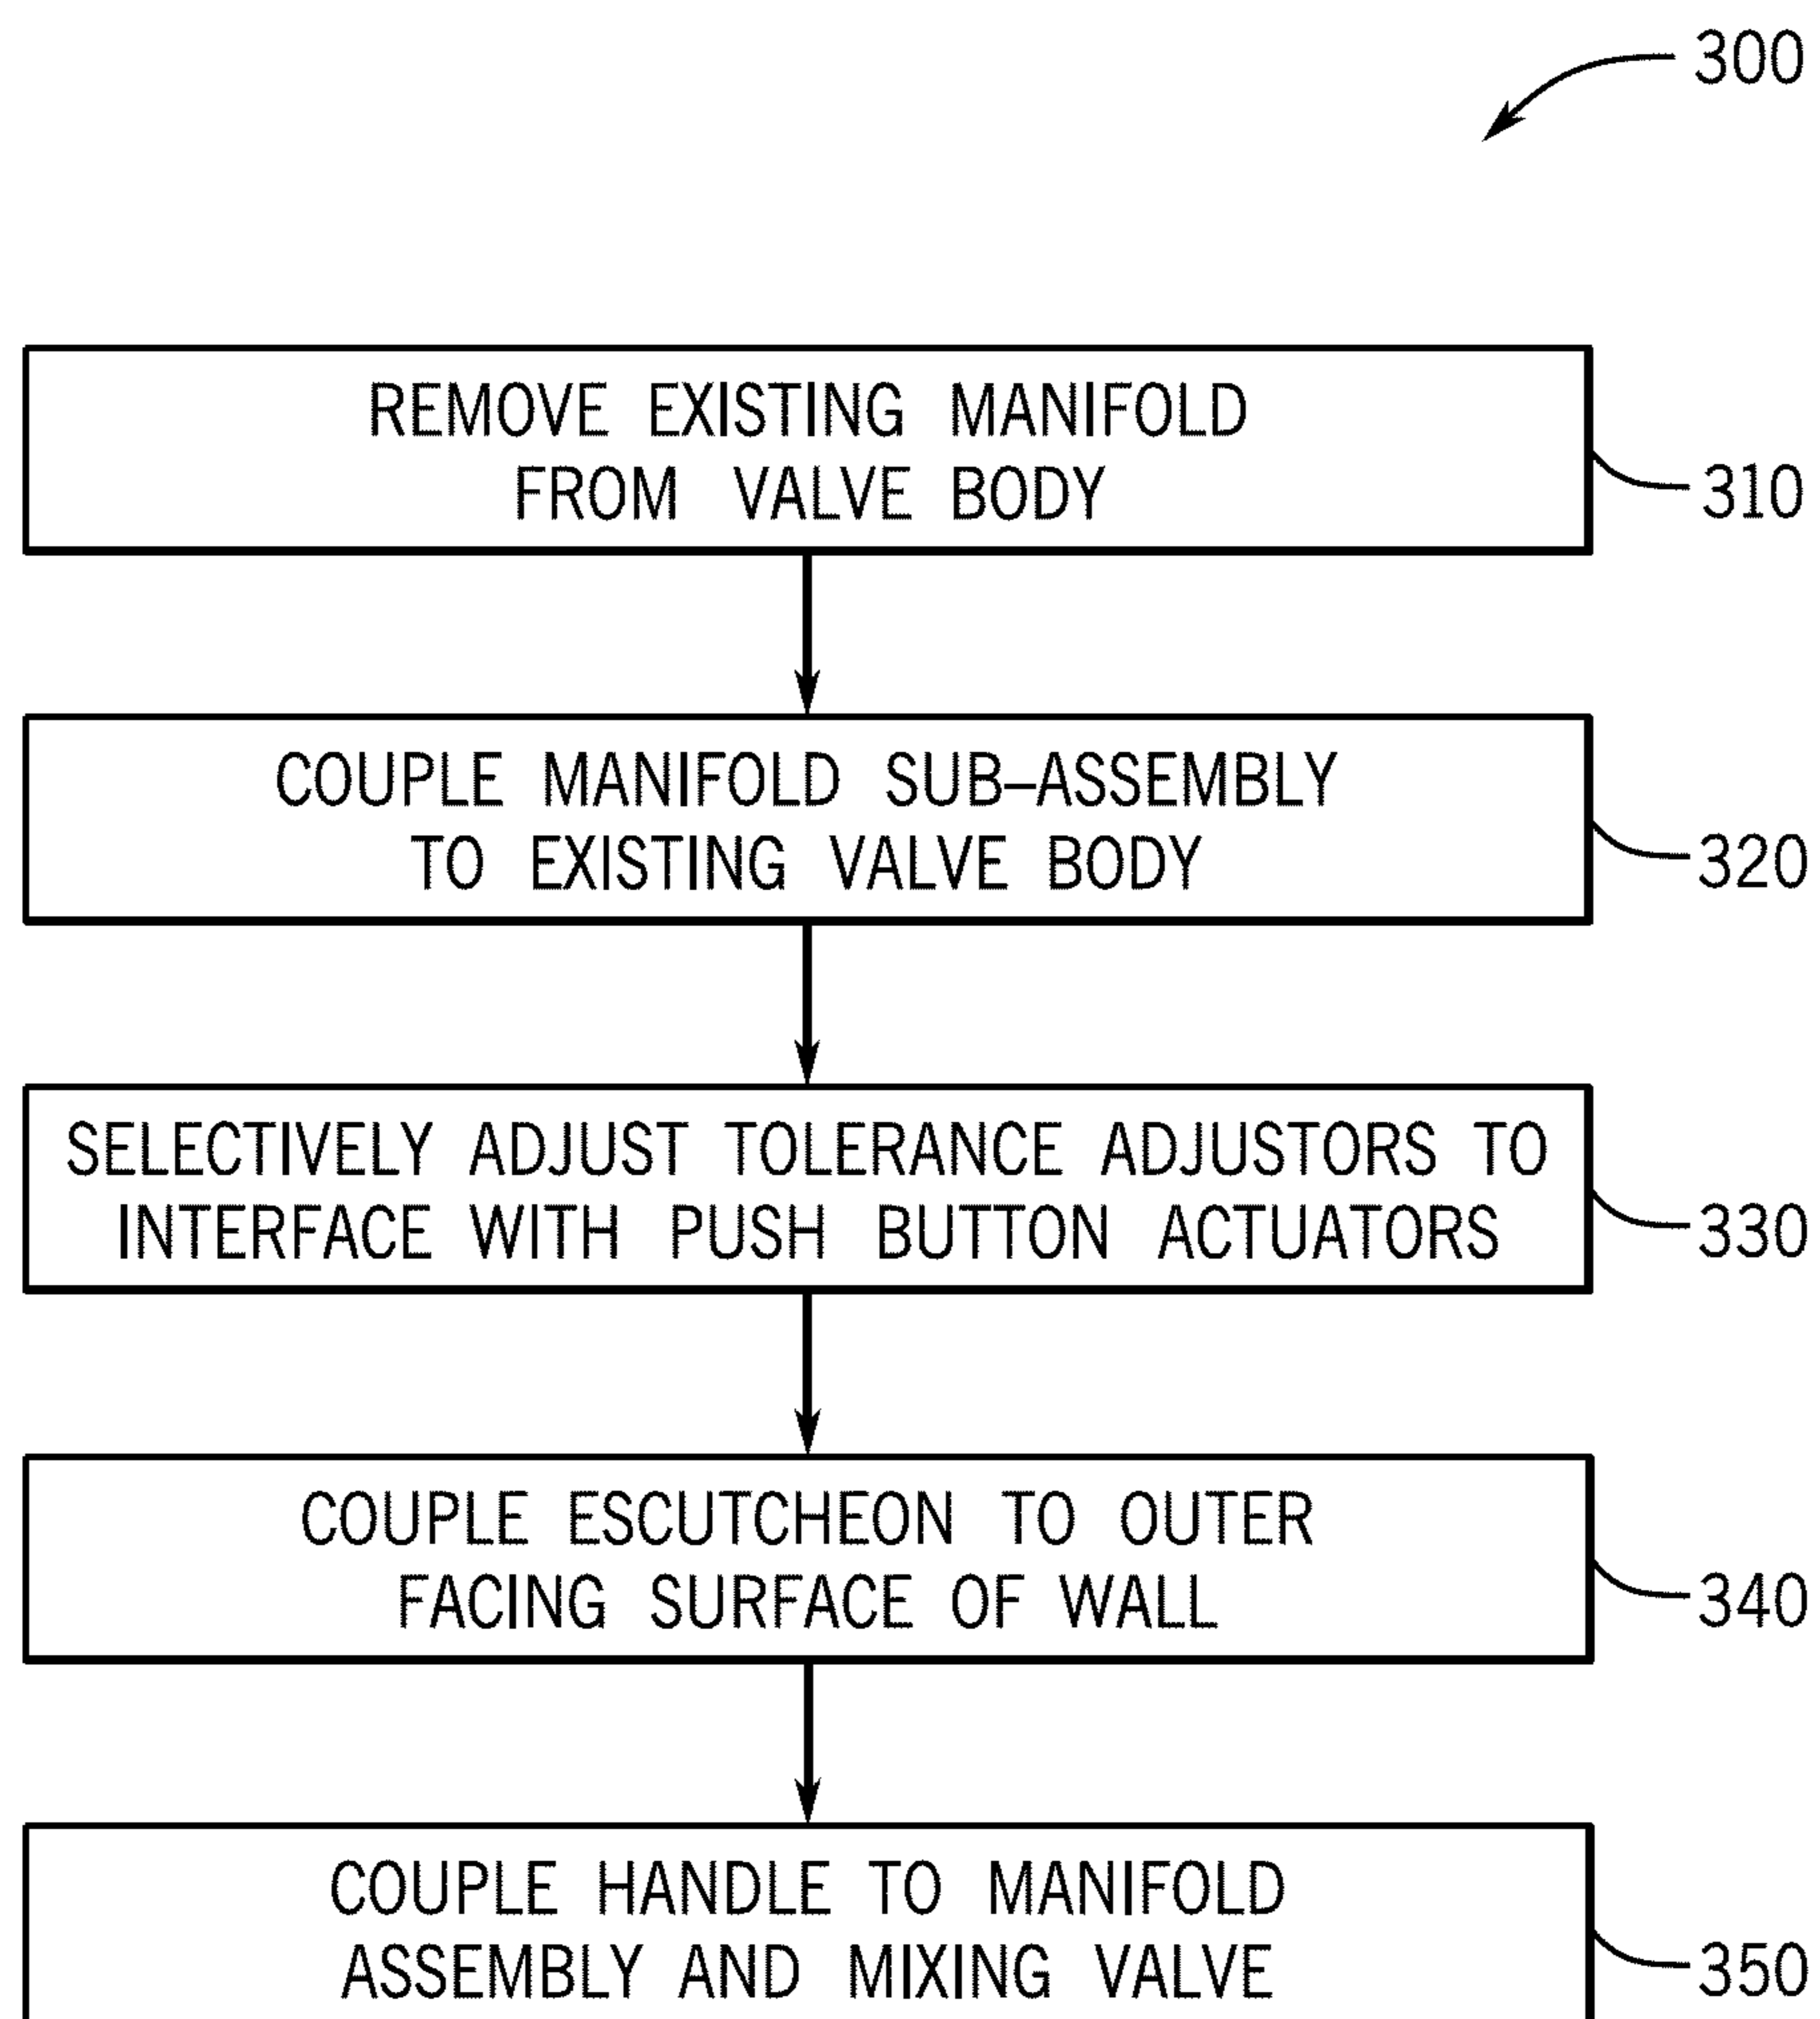 300
REMOVE EXISTING MANIFOLD
FROM VALVE BODY
310
COUPLE MANIFOLD SUB-ASSEMBLY
TO EXISTING VALVE BODY
320
SELECTIVELY ADJUST TOLERANCE ADJUSTORS TO
INTERFACE WITH PUSH BUTTON ACTUATORS
330
COUPLE ESCUTCHEON TO OUTER
FACING SURFACE OF WALL
340
COUPLE HANDLE TO MANIFOLD
ASSEMBLY AND MIXING VALVE
350